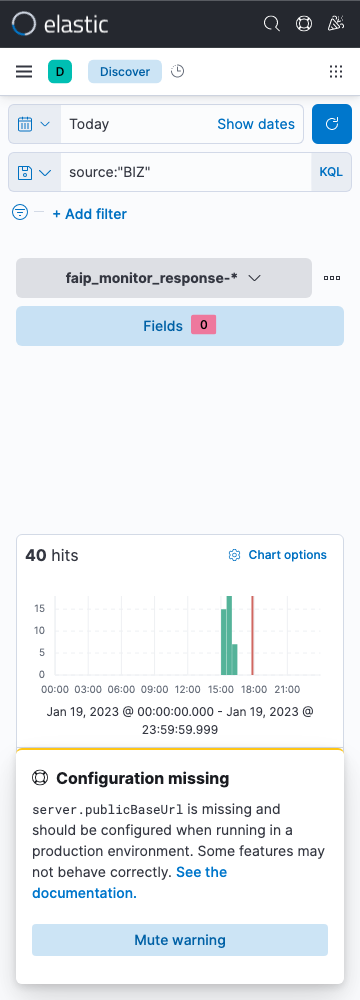 elastic
D
Discover
Today
Show dates
source:"BIZ"
KQL
+ Add filter
faip_monitor_response-*
Fields 0
40 hits
Chart options
15
10
5
0
00:00 03:00 06:00 09:00 12:00 15:00 18:00 21:00
Jan 19, 2023 @ 00:00:00.000 - Jan 19, 2023 @
23:59:59.999
Configuration missing
server.publicBaseUrl is missing and
should be configured when running in a
production environment. Some features may
not behave correctly. See the
documentation.
Mute warning